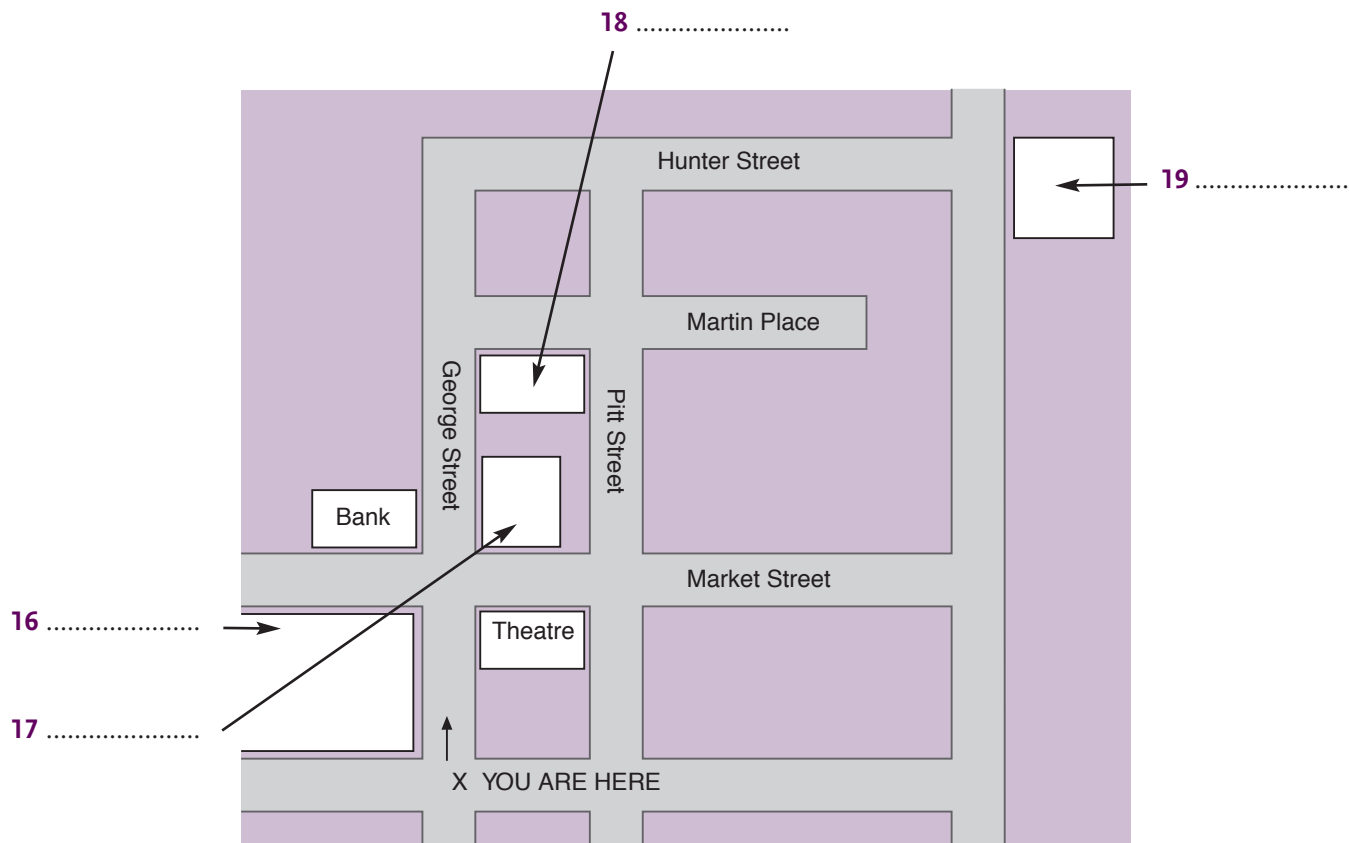 18 ......................
Hunter Street
19 ......................
Martin Place
George Street
Pitt Street
Bank
Market Street
16 ......................
Theatre
17 ......................
X YOU ARE HERE